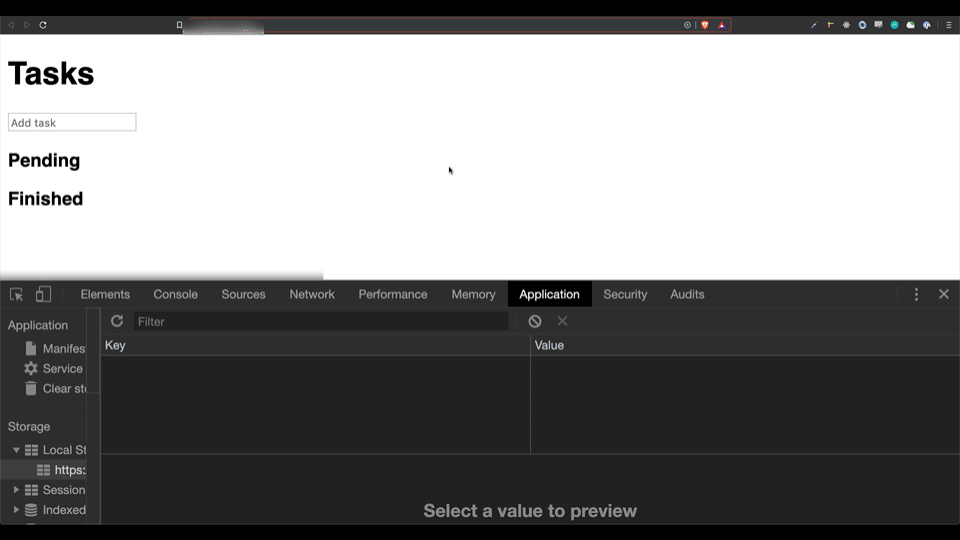 Tasks
Add task
Pending
Finished
Elements Console Sources Network Performance Memory Application Security Audits
Application
Filter
Key Value
Manifes
Service
Clear sto
Storage
Local St
https:
Session
Indexed
Select a value to preview